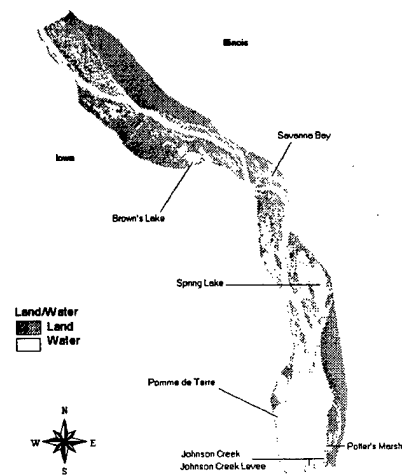 Illinois
Savanna Bay
Iowa
Brown's Lake
Spring Lake
Land/Water
Land
Water
Pomme de Terre
N
W E
S
Potter's Marsh
Johnson Creek
Johnson Creek Levee